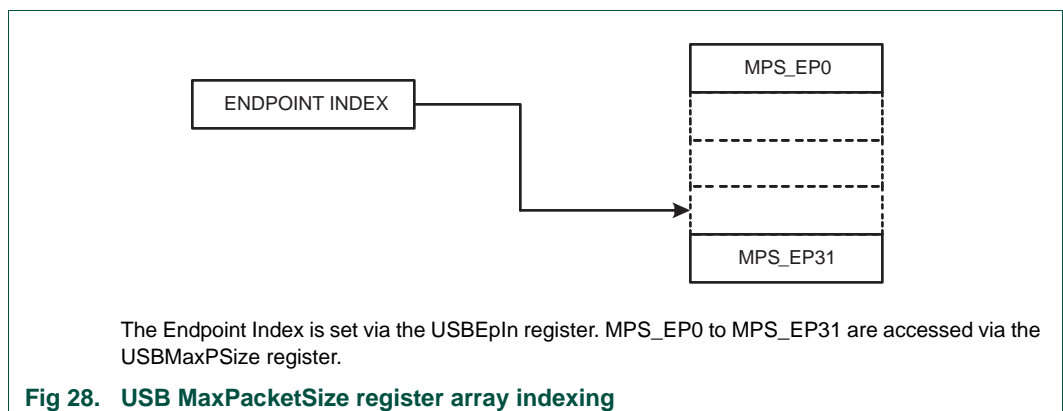 MPS_EP0
ENDPOINT INDEX
MPS_EP31
The Endpoint Index is set via the USBEpIn register. MPS_EP0 to MPS_EP31 are accessed via the
USBMaxPSize register.
Fig 28. USB MaxPacketSize register array indexing